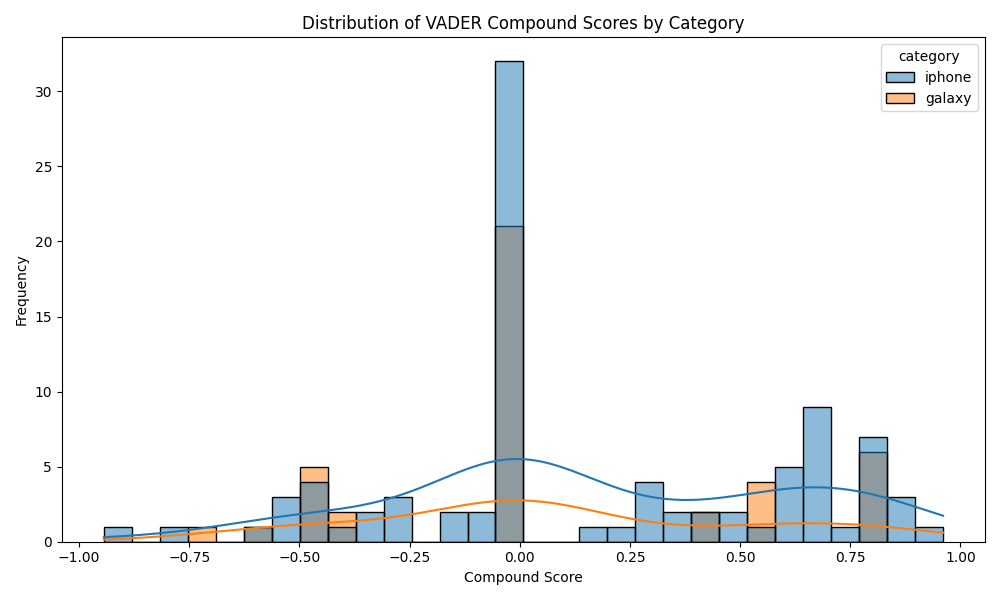 Distribution of VADER Compound Scores by Category
category
iphone
galaxy
Frequency
30
25
20
15
10
5
0
−1.00 −0.75 −0.50 −0.25 0.00 0.25 0.50 0.75 1.00
Compound Score